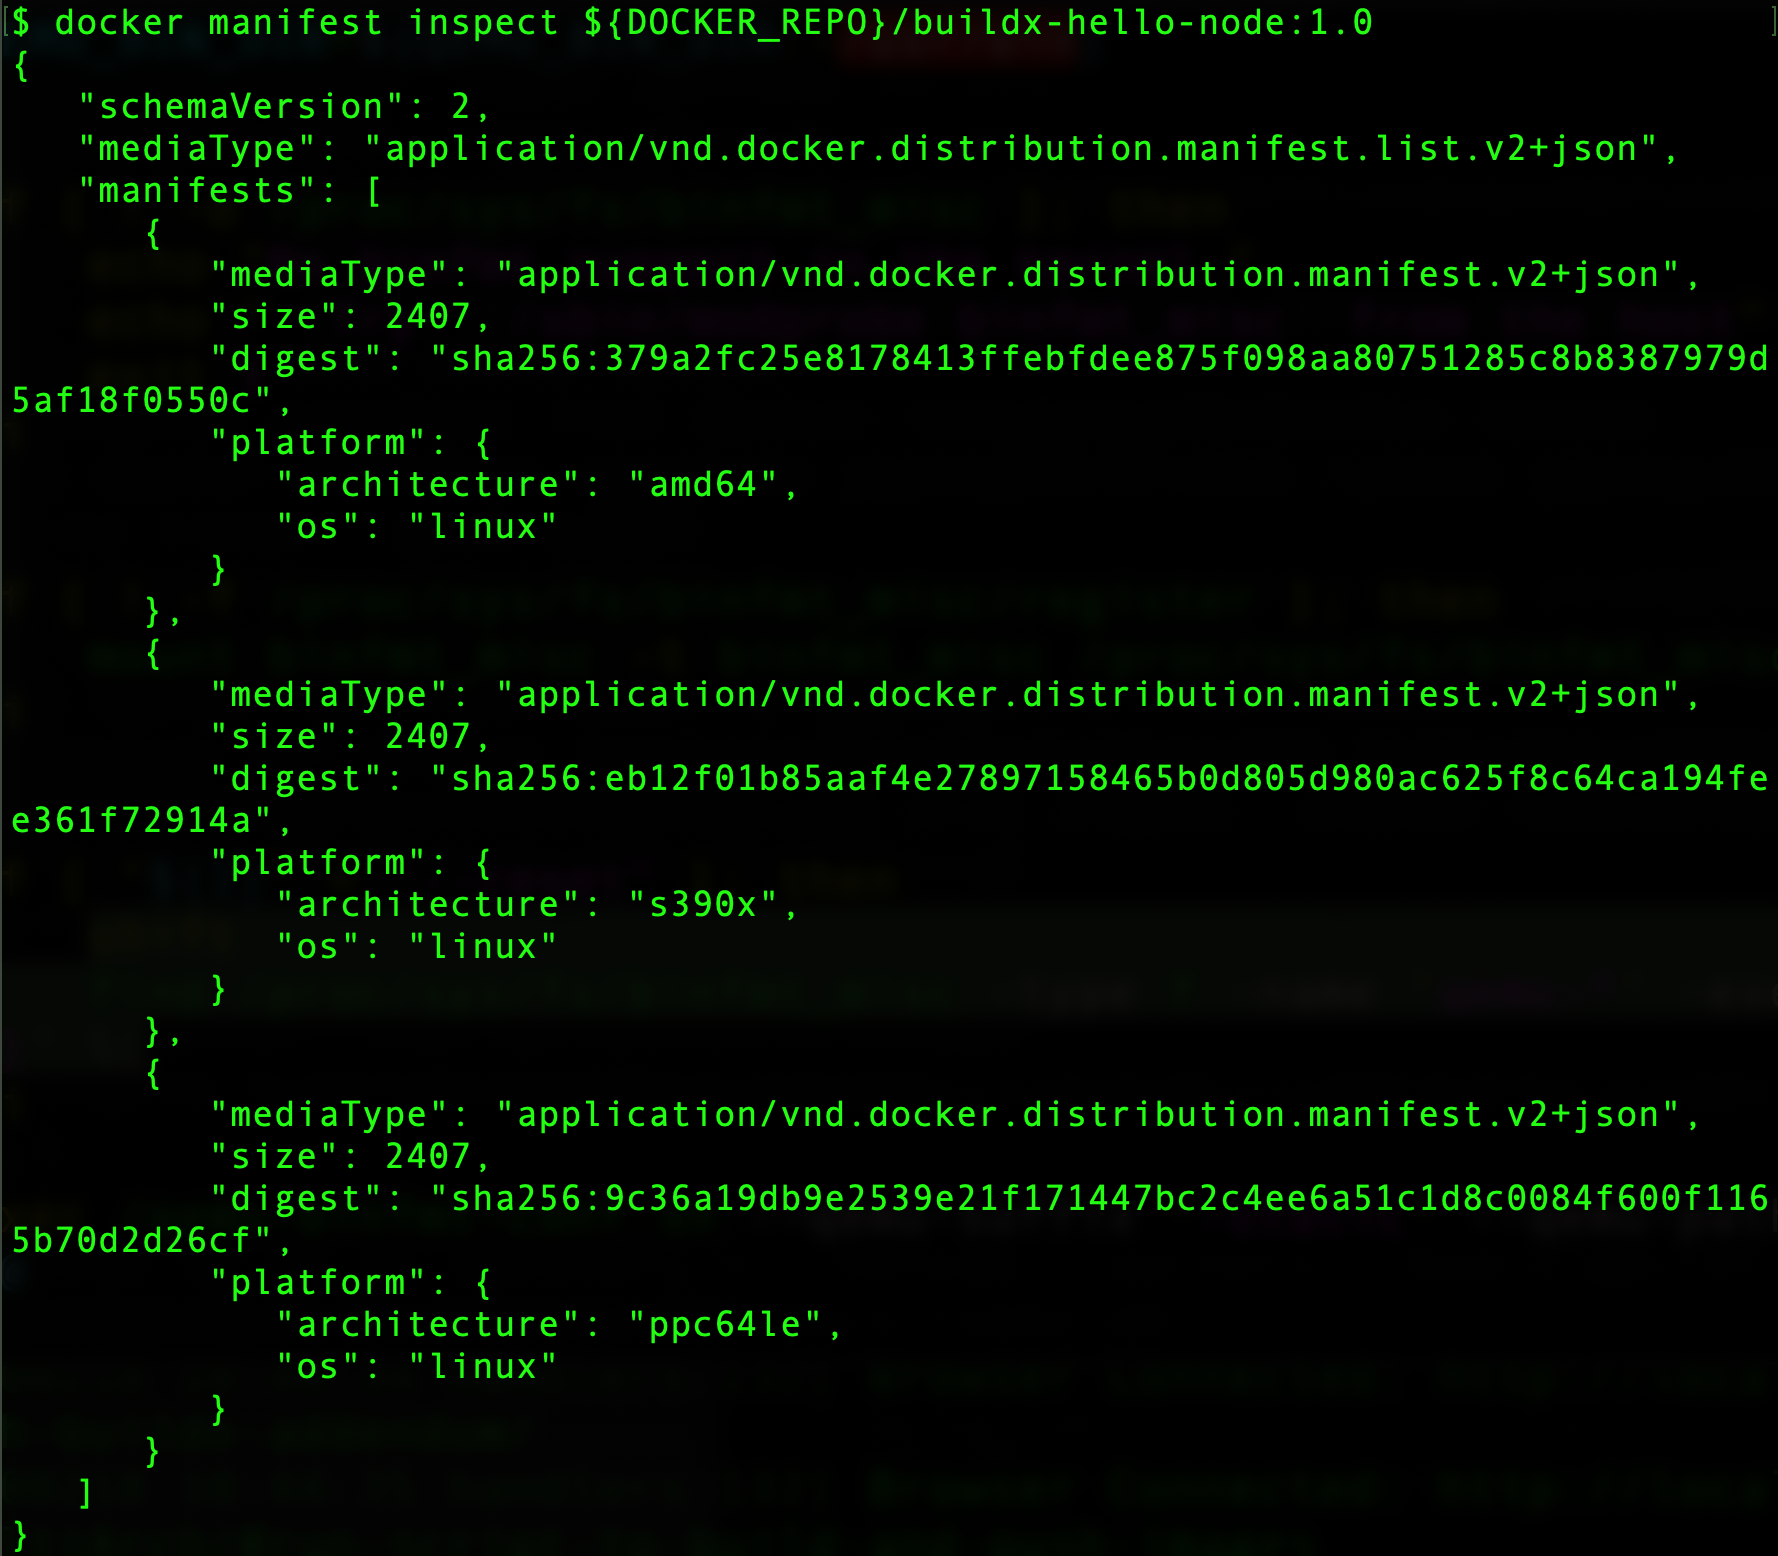 $ docker manifest inspect ${DOCKER_REPO}/buildx-hello-node:1.0
{
   "schemaVersion": 2,
   "mediaType": "application/vnd.docker.distribution.manifest.list.v2+json",
   "manifests": [
      {
         "mediaType": "application/vnd.docker.distribution.manifest.v2+json",
         "size": 2407,
         "digest": "sha256:379a2fc25e8178413ffebfdee875f098aa80751285c8b8387979d
5af18f0550c",
         "platform": {
            "architecture": "amd64",
            "os": "linux"
         }
      },
      {
         "mediaType": "application/vnd.docker.distribution.manifest.v2+json",
         "size": 2407,
         "digest": "sha256:eb12f01b85aaf4e27897158465b0d805d980ac625f8c64ca194fe
e361f72914a",
         "platform": {
            "architecture": "s390x",
            "os": "linux"
         }
      },
      {
         "mediaType": "application/vnd.docker.distribution.manifest.v2+json",
         "size": 2407,
         "digest": "sha256:9c36a19db9e2539e21f171447bc2c4ee6a51c1d8c0084f600f116
5b70d2d26cf",
         "platform": {
            "architecture": "ppc64le",
            "os": "linux"
         }
      }
   ]
}